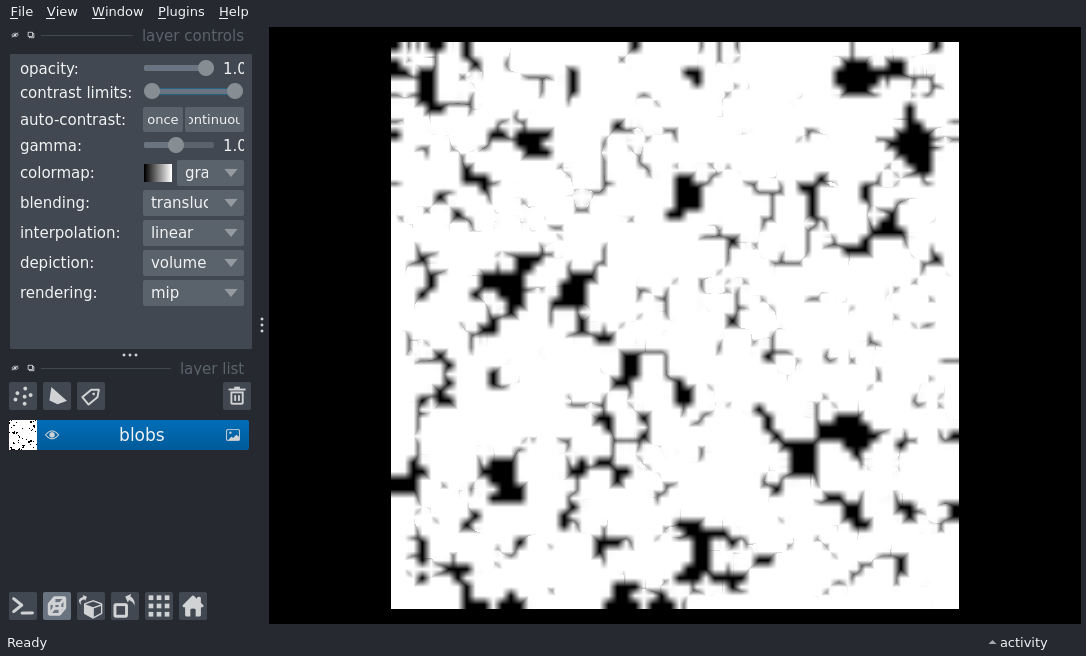 File View Window Plugins Help
layer controls
opacity: 1.0
contrast limits:
auto-contrast: once ontinuou
gamma: 1.0
colormap: gra
blending: transluc
interpolation: linear
depiction: volume
rendering: mip
layer list
blobs
Ready
activity